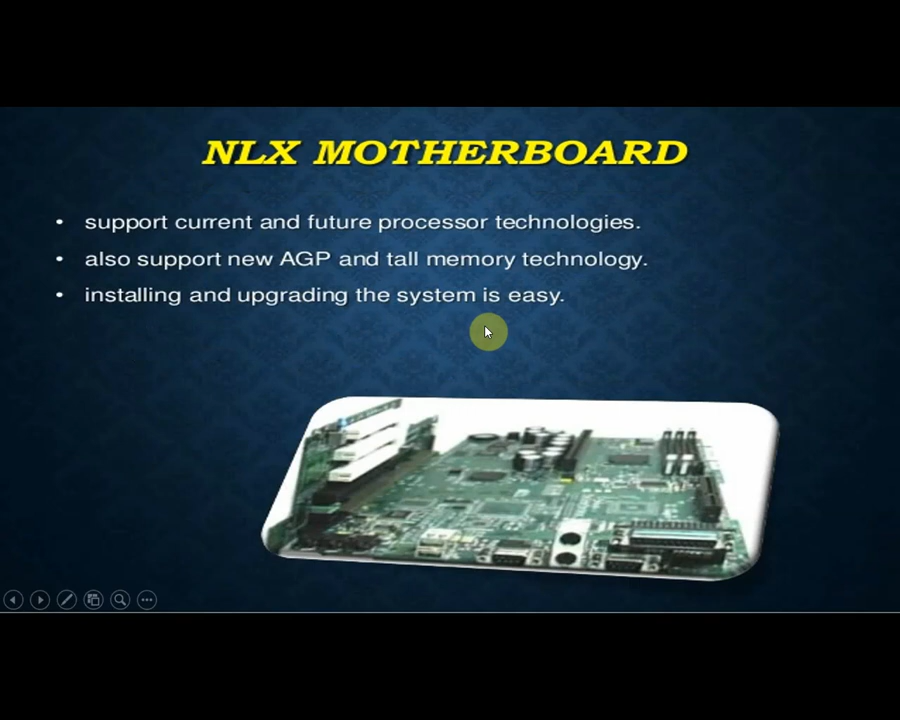 NLX MOTHERBOARD
• support current and future processor technologies.
• also support new AGP and tall memory technology.
• installing and upgrading the system is easy.